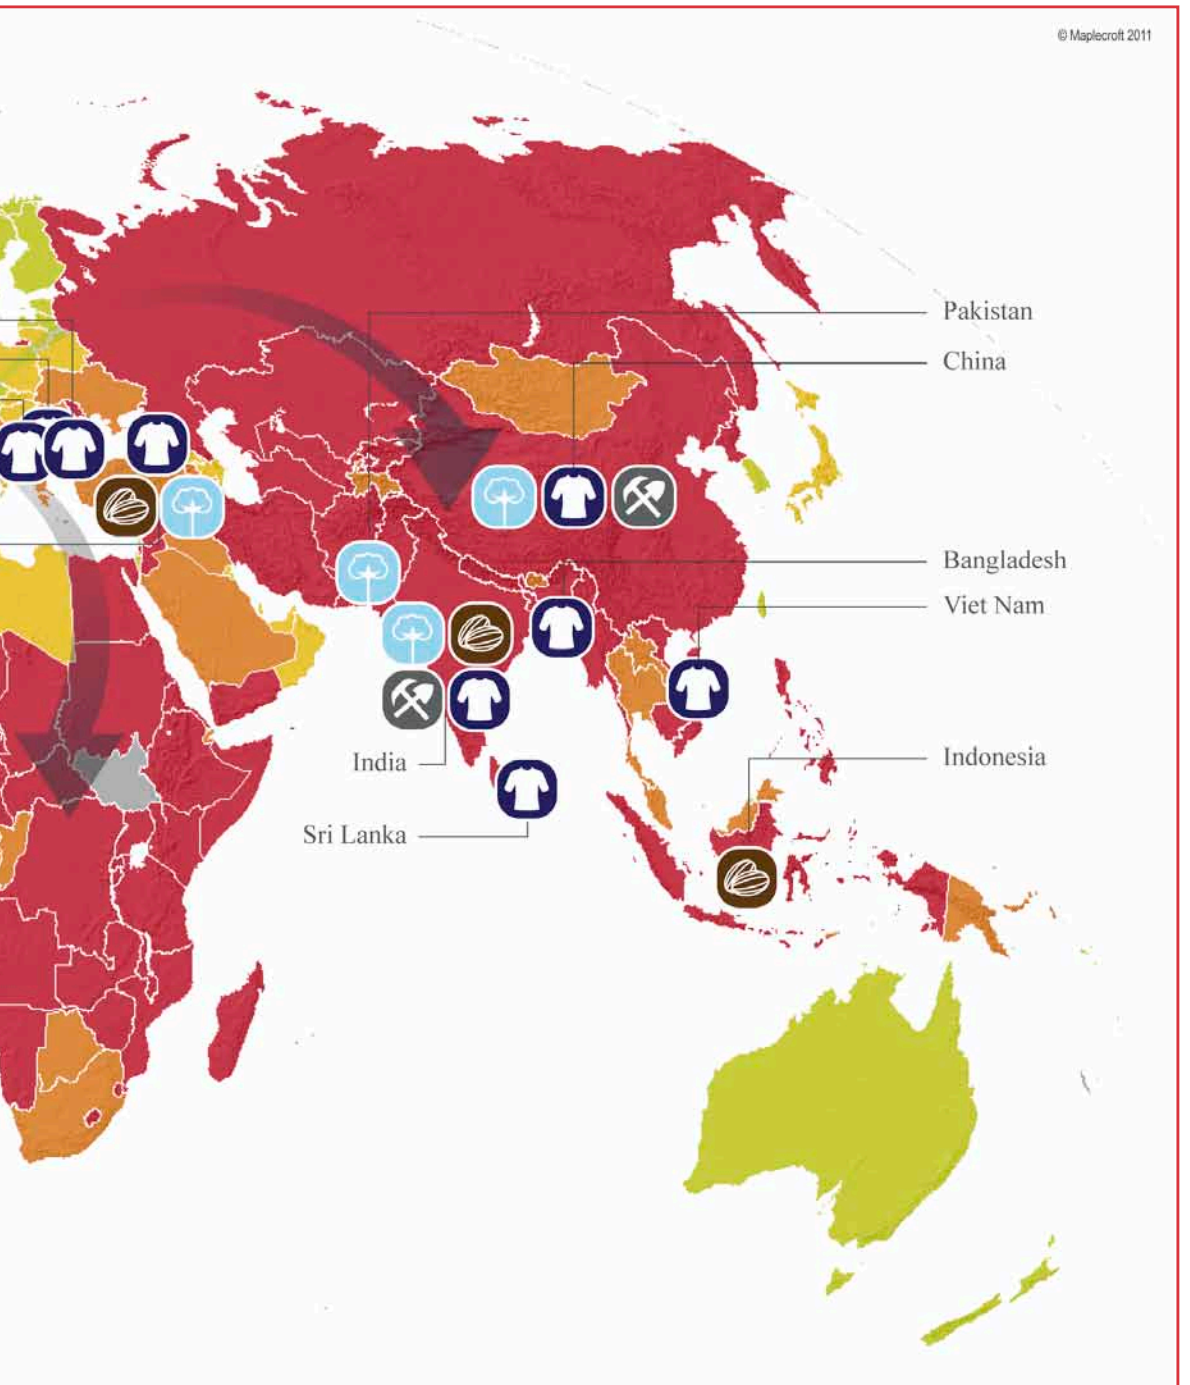 © Maplecroft 2011
Pakistan
China
Bangladesh
Viet Nam
Indonesia
India
Sri Lanka